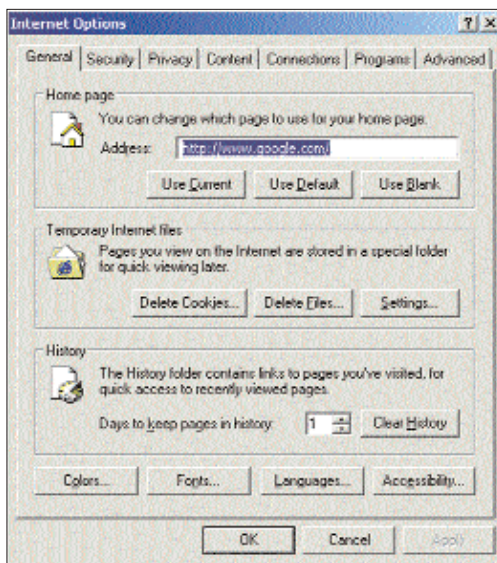 Internet Options
General Security Privacy Content Connections Programs Advanced
Home page
You can change which page to use for your home page.
Address: http://www.google.com/
Use Current Use Default Use Blank
Temporary Internet files
Pages you view on the Internet are stored in a special folder
for quick viewing later.
Delete Cookies... Delete Files... Settings...
History
The History folder contains links to pages you've visited, for
quick access to recently viewed pages.
Days to keep pages in history: 1 Clear History
Colors... Fonts... Languages... Accessibility...
OK Cancel Apply